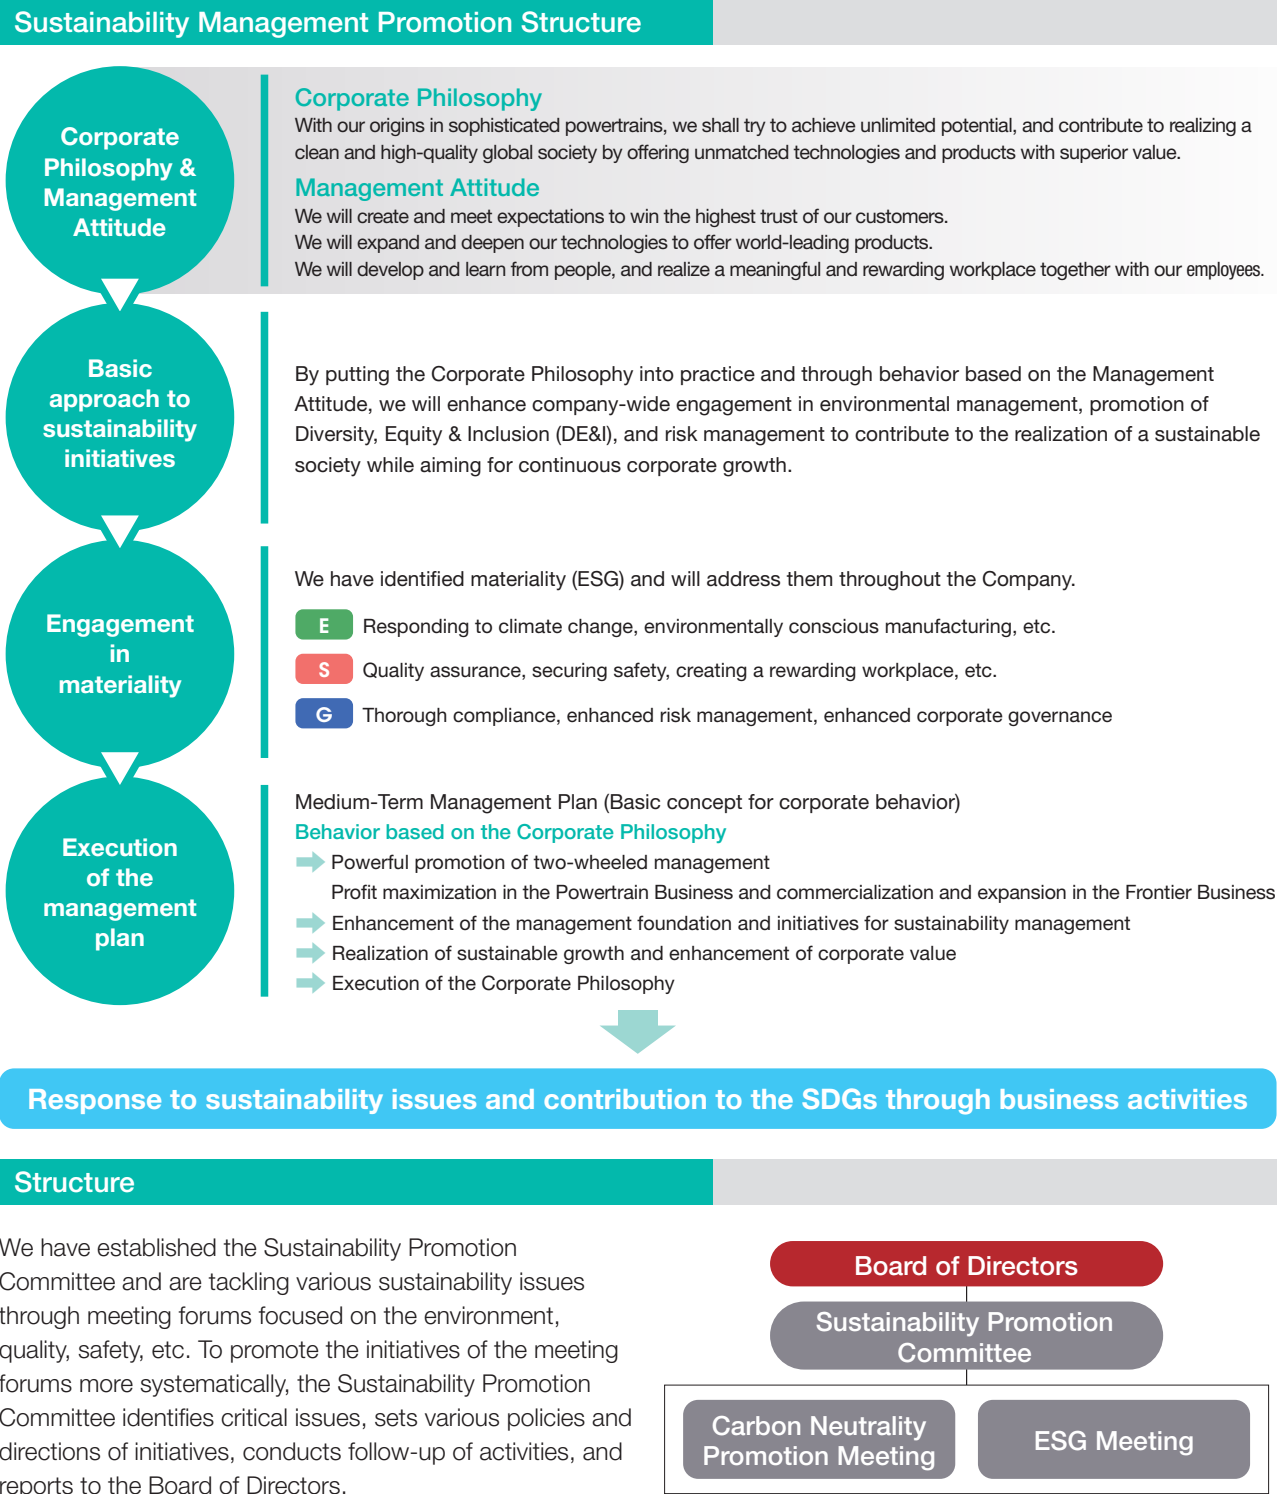 Sustainability Management Promotion Structure
Corporate
Philosophy &
Management
Attitude
Corporate Philosophy
With our origins in sophisticated powertrains, we shall try to achieve unlimited potential, and contribute to realizing a
clean and high-quality global society by offering unmatched technologies and products with superior value.
Management Attitude
We will create and meet expectations to win the highest trust of our customers.
We will expand and deepen our technologies to offer world-leading products.
We will develop and learn from people, and realize a meaningful and rewarding workplace together with our employees.
Basic
approach to
sustainability
initiatives
By putting the Corporate Philosophy into practice and through behavior based on the Management
Attitude, we will enhance company-wide engagement in environmental management, promotion of
Diversity, Equity & Inclusion (DE&I), and risk management to contribute to the realization of a sustainable
society while aiming for continuous corporate growth.
Engagement
in
materiality
We have identified materiality (ESG) and will address them throughout the Company.
E Responding to climate change, environmentally conscious manufacturing, etc.
S Quality assurance, securing safety, creating a rewarding workplace, etc.
G Thorough compliance, enhanced risk management, enhanced corporate governance
Execution
of the
management
plan
Medium-Term Management Plan (Basic concept for corporate behavior)
Behavior based on the Corporate Philosophy
Powerful promotion of two-wheeled management
Profit maximization in the Powertrain Business and commercialization and expansion in the Frontier Business
Enhancement of the management foundation and initiatives for sustainability management
Realization of sustainable growth and enhancement of corporate value
Execution of the Corporate Philosophy
Response to sustainability issues and contribution to the SDGs through business activities
Structure
We have established the Sustainability Promotion
Committee and are tackling various sustainability issues
through meeting forums focused on the environment,
quality, safety, etc. To promote the initiatives of the meeting
forums more systematically, the Sustainability Promotion
Committee identifies critical issues, sets various policies and
directions of initiatives, conducts follow-up of activities, and
reports to the Board of Directors.
Board of Directors
Sustainability Promotion
Committee
Carbon Neutrality
Promotion Meeting
ESG Meeting